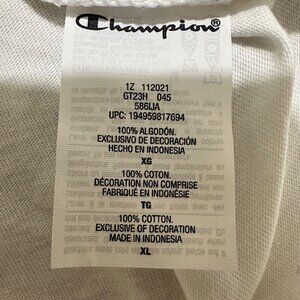 Champion®
1Z 112021
GT23H 045
586IJA
UPC: 194959817694
100% ALGODÓN.
EXCLUSIVO DE DECORACIÓN
HECHO EN INDONESIA
XG
100% COTON.
DÉCORATION NON COMPRISE
FABRIQUÉ EN INDONÉSIE
TG
100% COTTON.
EXCLUSIVE OF DECORATION
MADE IN INDONESIA
XL